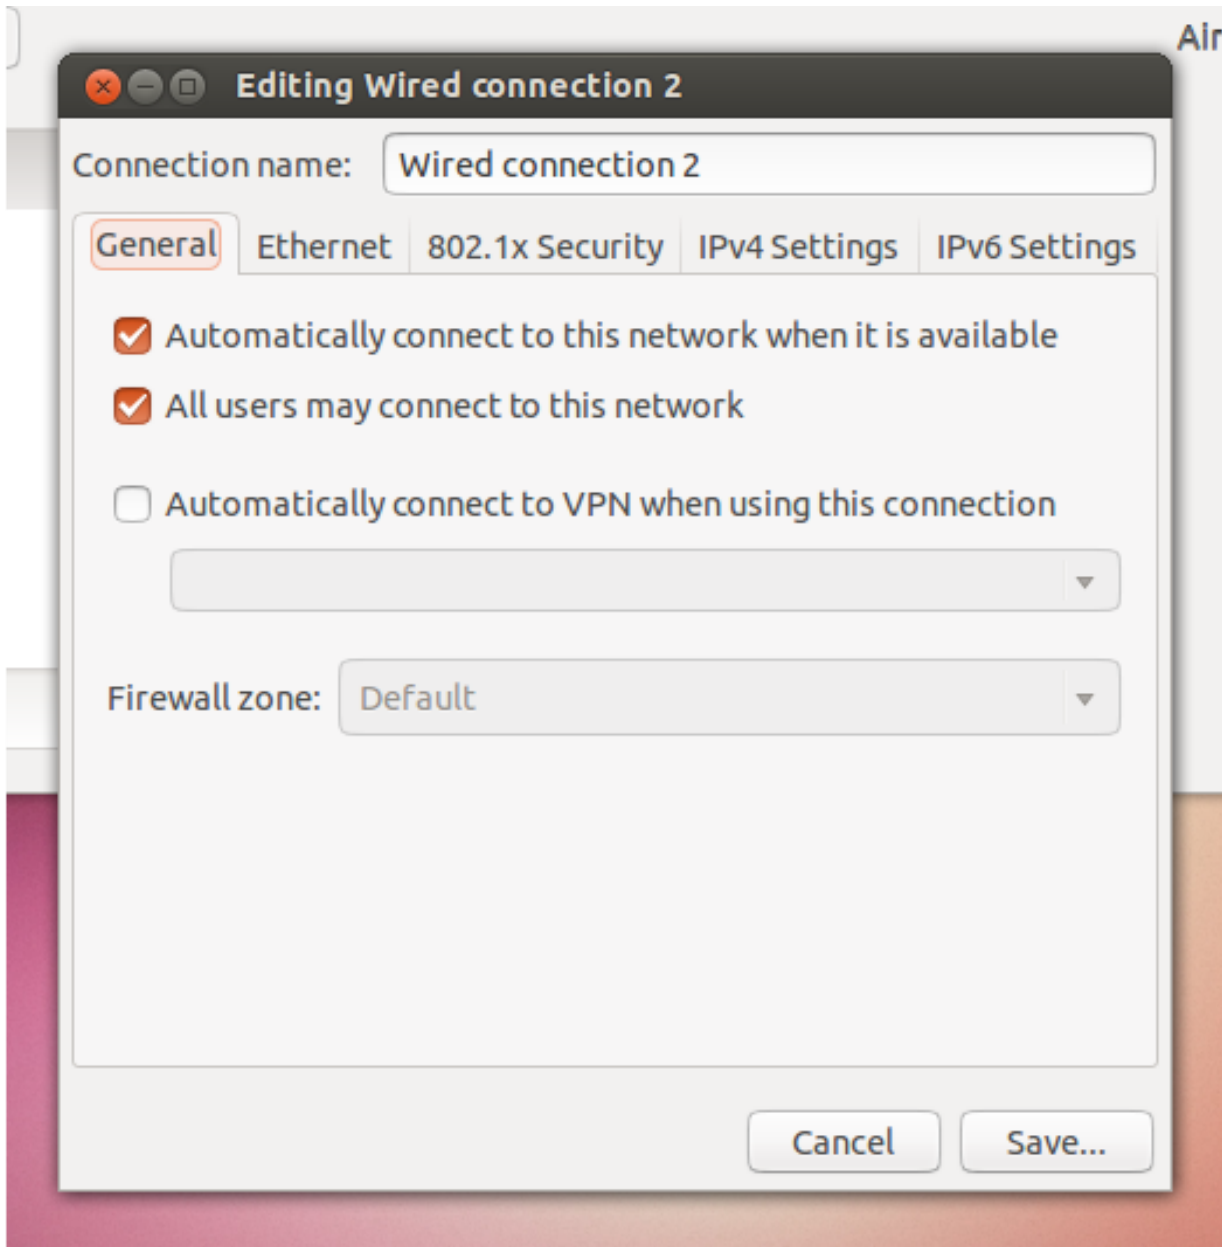 Air
Editing Wired connection 2
Connection name: Wired connection 2
General Ethernet 802.1x Security IPv4 Settings IPv6 Settings
Automatically connect to this network when it is available
All users may connect to this network
Automatically connect to VPN when using this connection
Firewall zone: Default
Cancel Save...